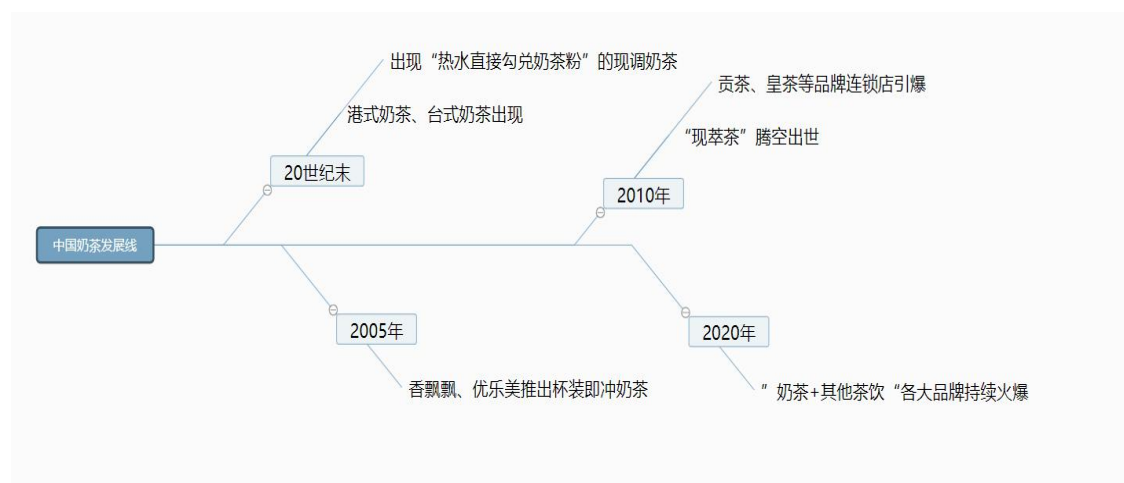 出现“热水直接勾兑奶茶粉”的现调奶茶
港式奶茶、台式奶茶出现
20世纪末
贡茶、皇茶等品牌连锁店引爆
“现萃茶”腾空出世
2010年
中国奶茶发展线
2005年
香飘飘、优乐美推出杯装即冲奶茶
2020年
”奶茶+其他茶饮“各大品牌持续火爆